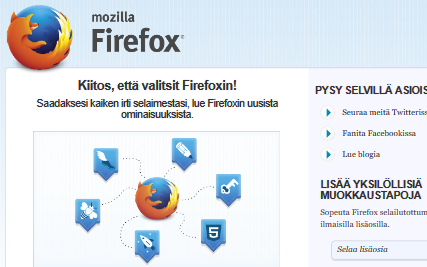 mozilla
Firefox
Kiitos, että valitsit Firefoxin!
Saadaksesi kaiken irti selaimestasi, lue Firefoxin uusista
ominaisuuksista.
PYSY SELVILLÄ ASIOIS
Seuraa meitä Twitteriss
Fanita Facebookissa
Lue blogia
LISÄÄ YKSILÖLLISIÄ
MUOKKAUSTAPOJA
Sopeuta Firefox selailutottum
ilmaisilla lisäosilla.
Selaa lisäosia